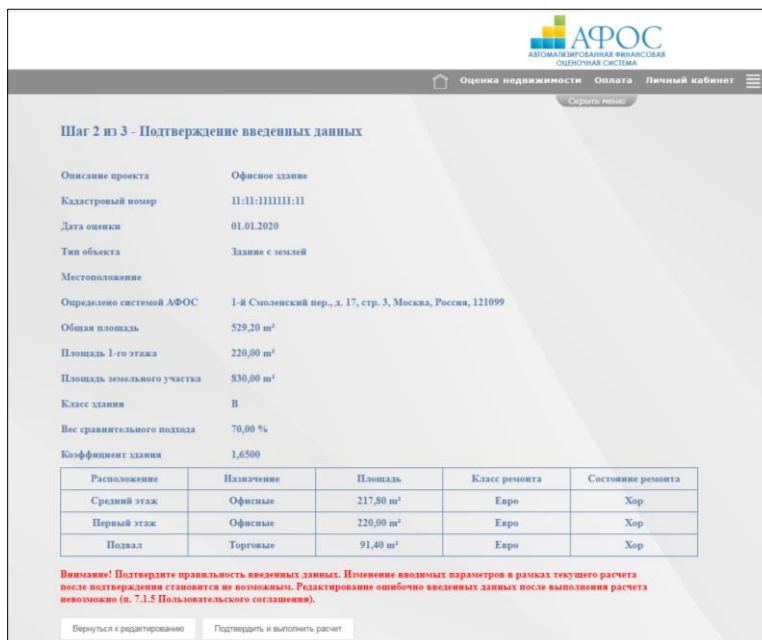 АФОС
АВТОМАТИЗИРОВАННАЯ ФИНАНСОВАЯ
ОЦЕНОЧНАЯ СИСТЕМА
Оценка недвижимости Оплата Личный кабинет
Скрыть меню
Шаг 2 из 3 - Подтверждение введенных данных
Описание проекта Офисное здание
Кадастровый номер 11:11:1111111:11
Дата оценки 01.01.2020
Тип объекта Здание с землей
Местоположение
Определено системой АФОС 1-й Смоленский пер., д. 17, стр. 3, Москва, Россия, 121099
Общая площадь 529,20 m²
Площадь 1-го этажа 220,00 m²
Площадь земельного участка 830,00 m²
Класс здания B
Вес сравнительного подхода 70,00 %
Коэффициент здания 1,6500
Расположение Назначение Площадь Класс ремонта Состояние ремонта
Средний этаж Офисные 217,80 m² Евро Хор
Первый этаж Офисные 220,00 m² Евро Хор
Подвал Торговые 91,40 m² Евро Хор
Внимание! Подтвердите правильность введенных данных. Изменение вводимых параметров в рамках текущего расчета
после подтверждения становится не возможным. Редактирование ошибочно введенных данных после выполнения расчета
невозможно (п. 7.1.5 Пользовательского соглашения).
Вернуться к редактированию Подтвердить и выполнить расчет